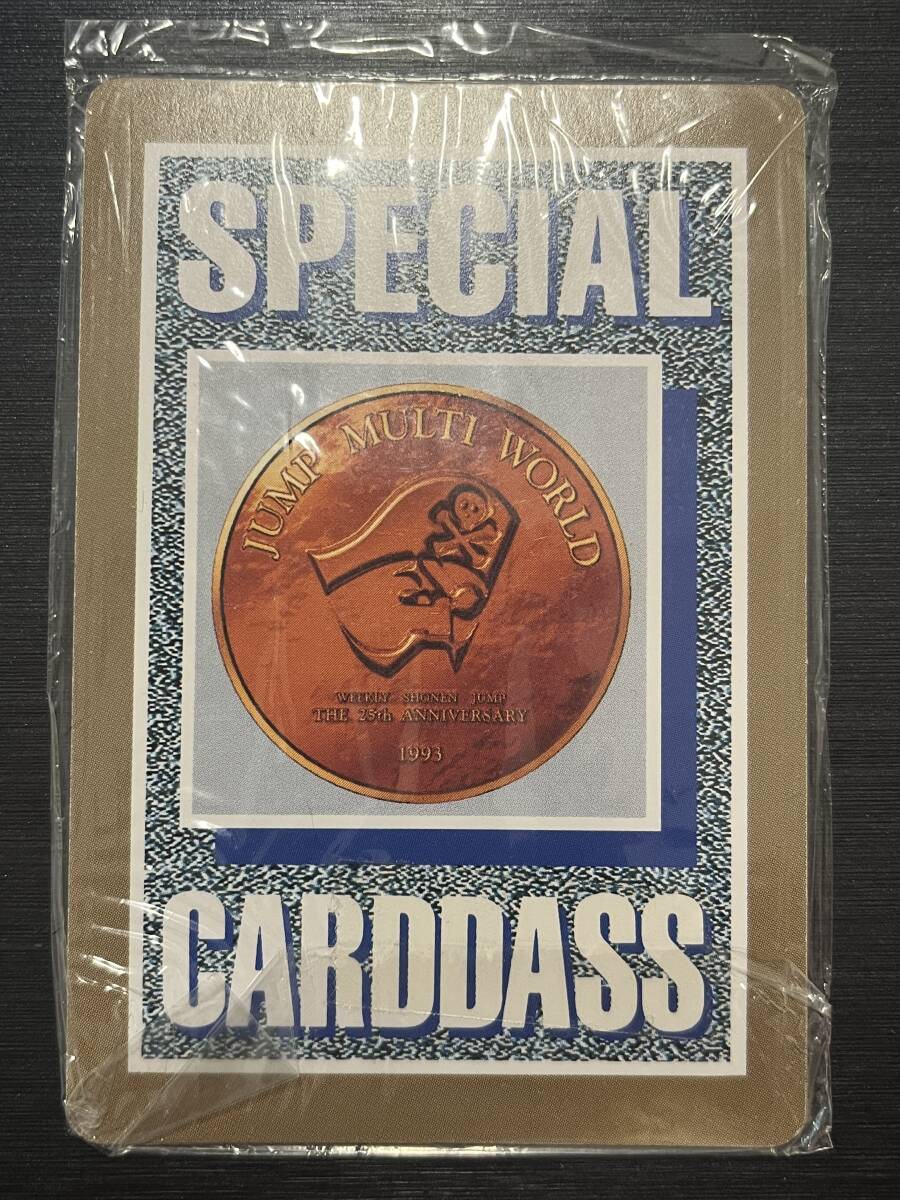 SPECIAL
JUMP MULTI WORLD
WEEKLY SHONEN JUMP
THE 25th ANNIVERSARY
1993
CARDDASS